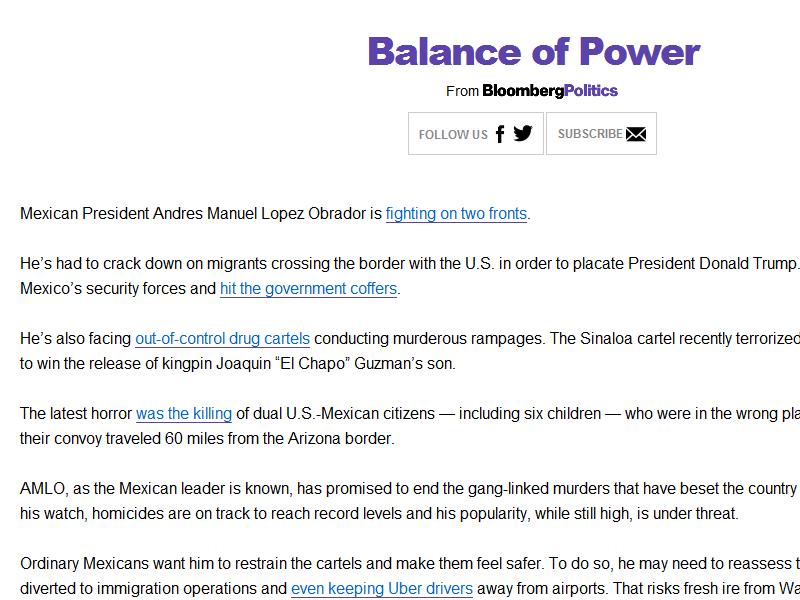 Balance of Power
From BloombergPolitics
FOLLOW US SUBSCRIBE
Mexican President Andres Manuel Lopez Obrador is fighting on two fronts.
He’s had to crack down on migrants crossing the border with the U.S. in order to placate President Donald Trump.
Mexico’s security forces and hit the government coffers.
He’s also facing out-of-control drug cartels conducting murderous rampages. The Sinaloa cartel recently terrorized
to win the release of kingpin Joaquin “El Chapo” Guzman’s son.
The latest horror was the killing of dual U.S.-Mexican citizens — including six children — who were in the wrong
their convoy traveled 60 miles from the Arizona border.
AMLO, as the Mexican leader is known, has promised to end the gang-linked murders that have beset the country
his watch, homicides are on track to reach record levels and his popularity, while still high, is under threat.
Ordinary Mexicans want him to restrain the cartels and make them feel safer. To do so, he may need to reassess
diverted to immigration operations and even keeping Uber drivers away from airports. That risks fresh ire from